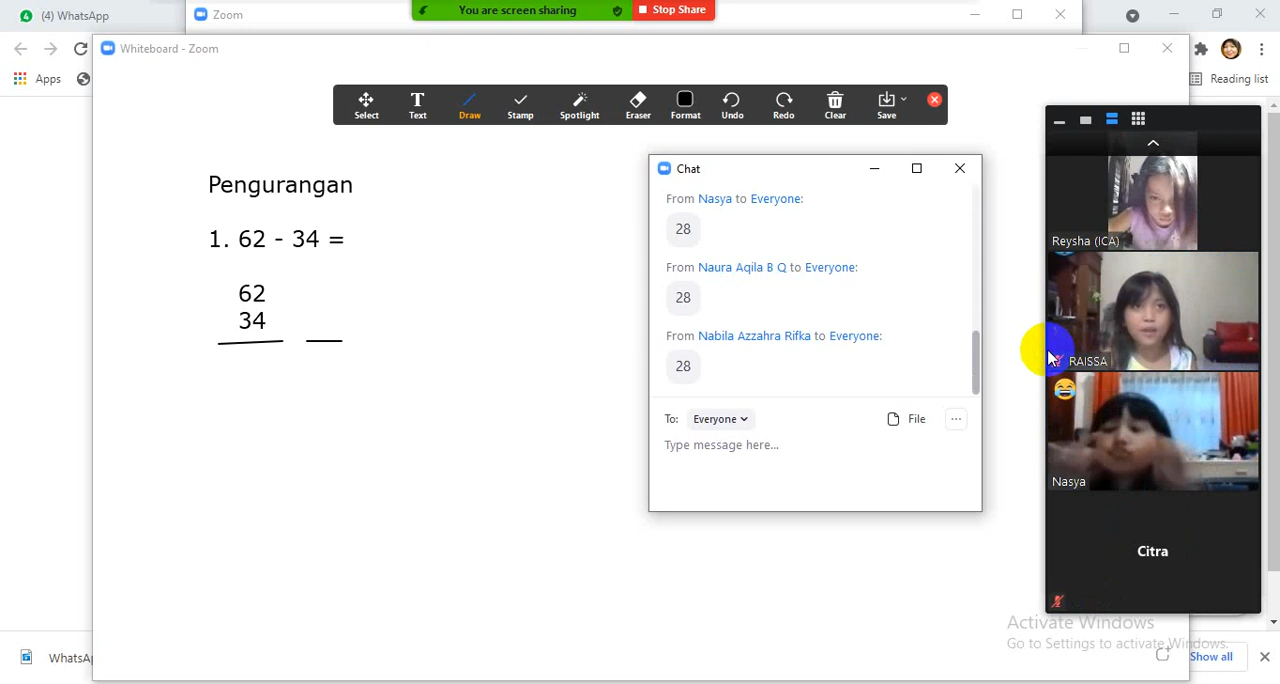 4 (4) WhatsApp
Zoom
You are screen sharing
Stop Share
Whiteboard - Zoom
Apps
Reading list
Select
Text
Draw
Stamp
Spotlight
Eraser
Format
Undo
Redo
Clear
Save
Pengurangan
1. 62 - 34 =
62
34
Chat
From Nasya to Everyone:
28
From Naura Aqila B Q to Everyone:
28
From Nabila Azzahra Rifka to Everyone:
28
To: Everyone
File
Type message here...
Reysha (ICA)
RAISSA
Nasya
Citra
Activate Windows
Go to Settings to activate Windows.
WhatsAp
Show all